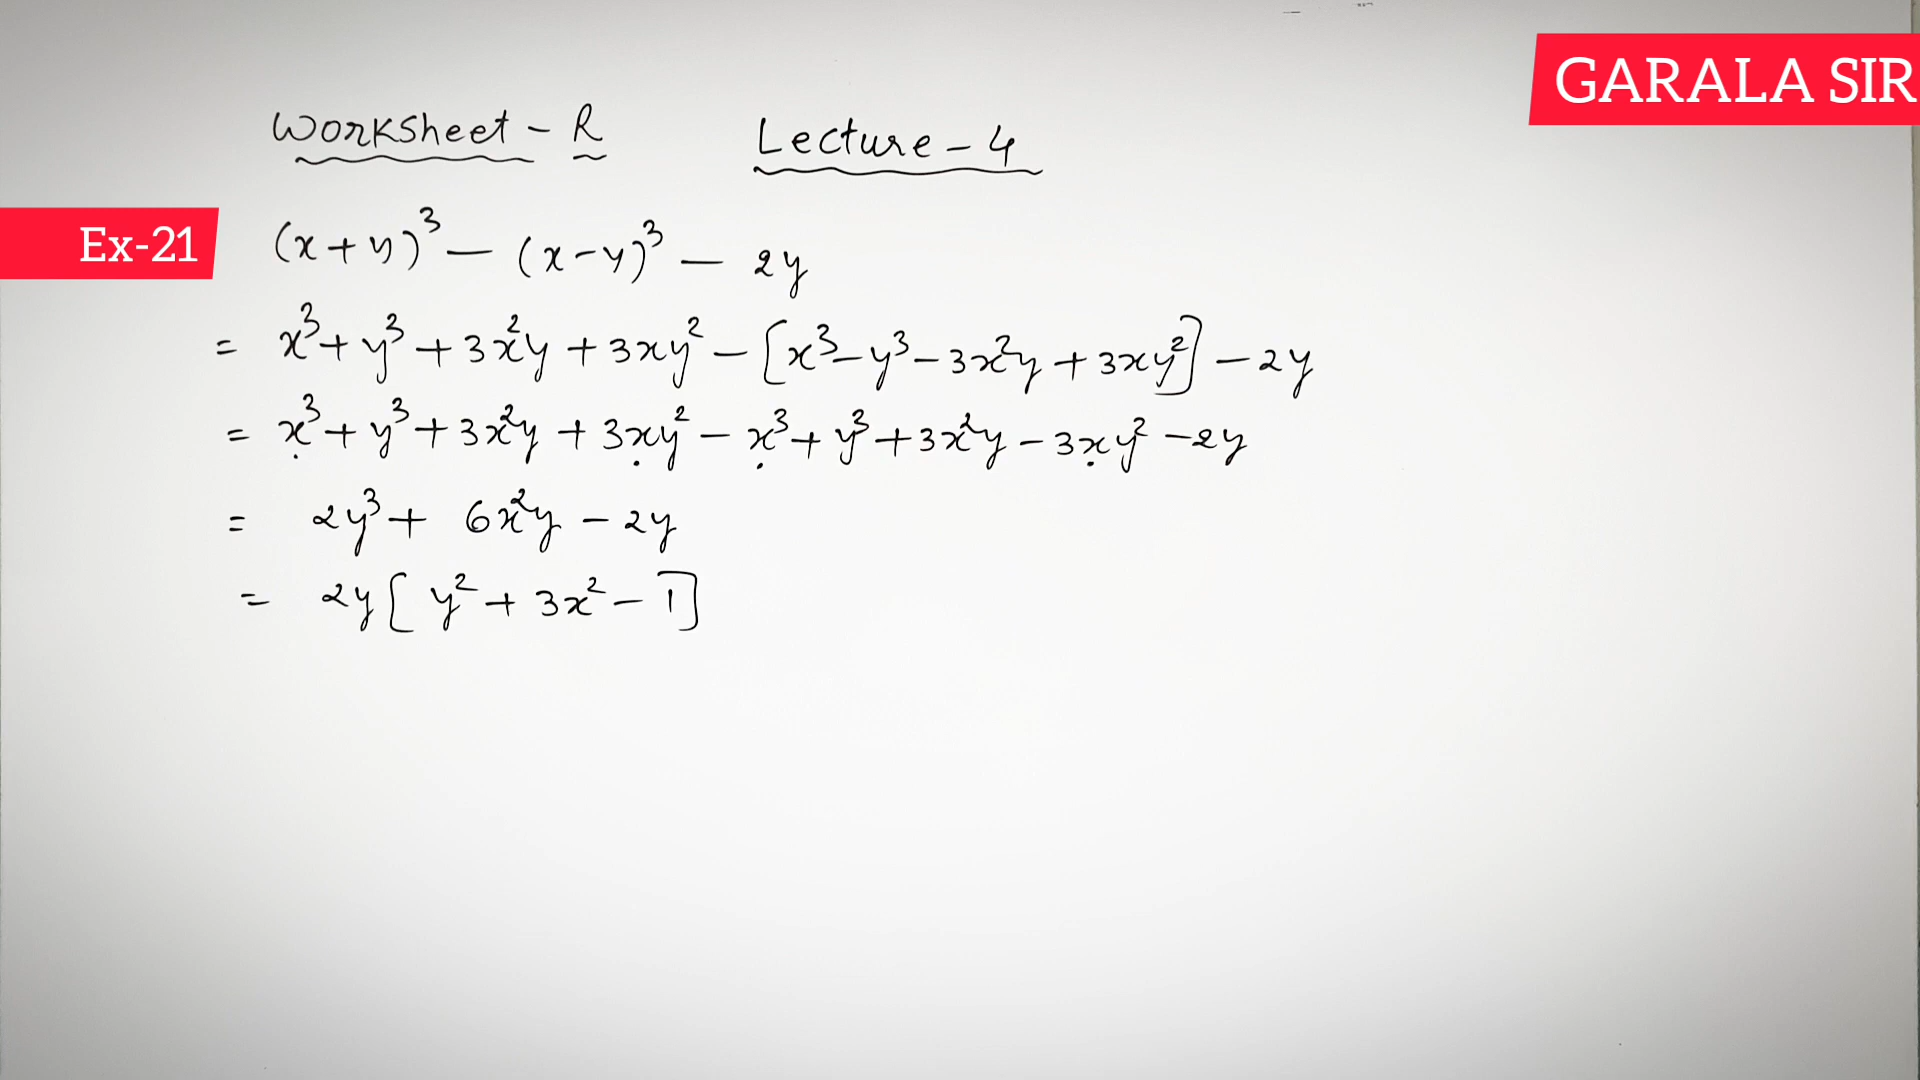 GARALA SIR
Worksheet - R Lecture - 4
Ex-21 (x+y)³ — (x-y)³ — 2y
= x³ + y³ + 3x²y + 3xy² - [x³ - y³ - 3x²y + 3xy²] - 2y
= x³ + y³ + 3x²y + 3xy² - x³ + y³ + 3x²y - 3xy² - 2y
= 2y³ + 6x²y - 2y
= 2y [ y² + 3x² - 1 ]